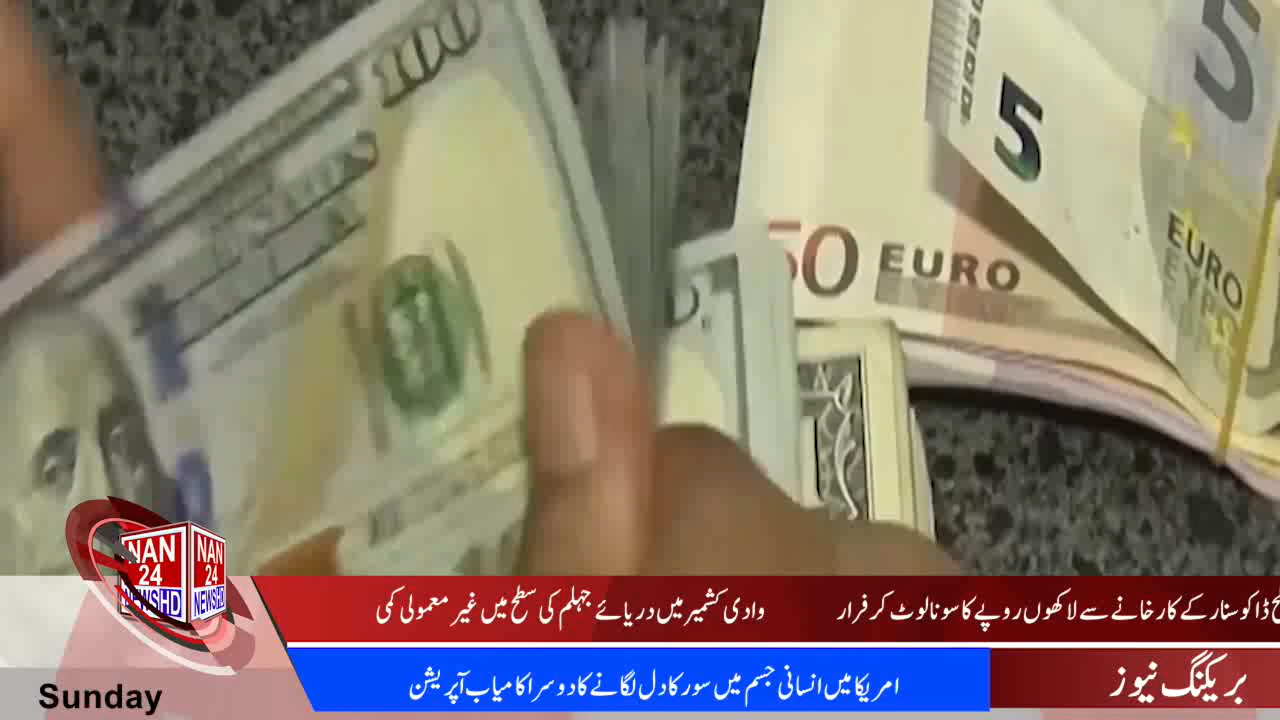 100
5
5
50 EURO
EURO
NAN
24
NEWSHD
NAN
24
NEWSHD
ڈاکو سنار کے کارخانے سے لاکھوں روپے کا سونا لوٹ کر فرار
وادی کشمیر میں دریائے جہلم کی سطح میں غیر معمولی کمی
بریکنگ نیوز
امریکا میں انسانی جسم میں سور کا دل لگانے کا دوسرا کامیاب آپریشن
Sunday